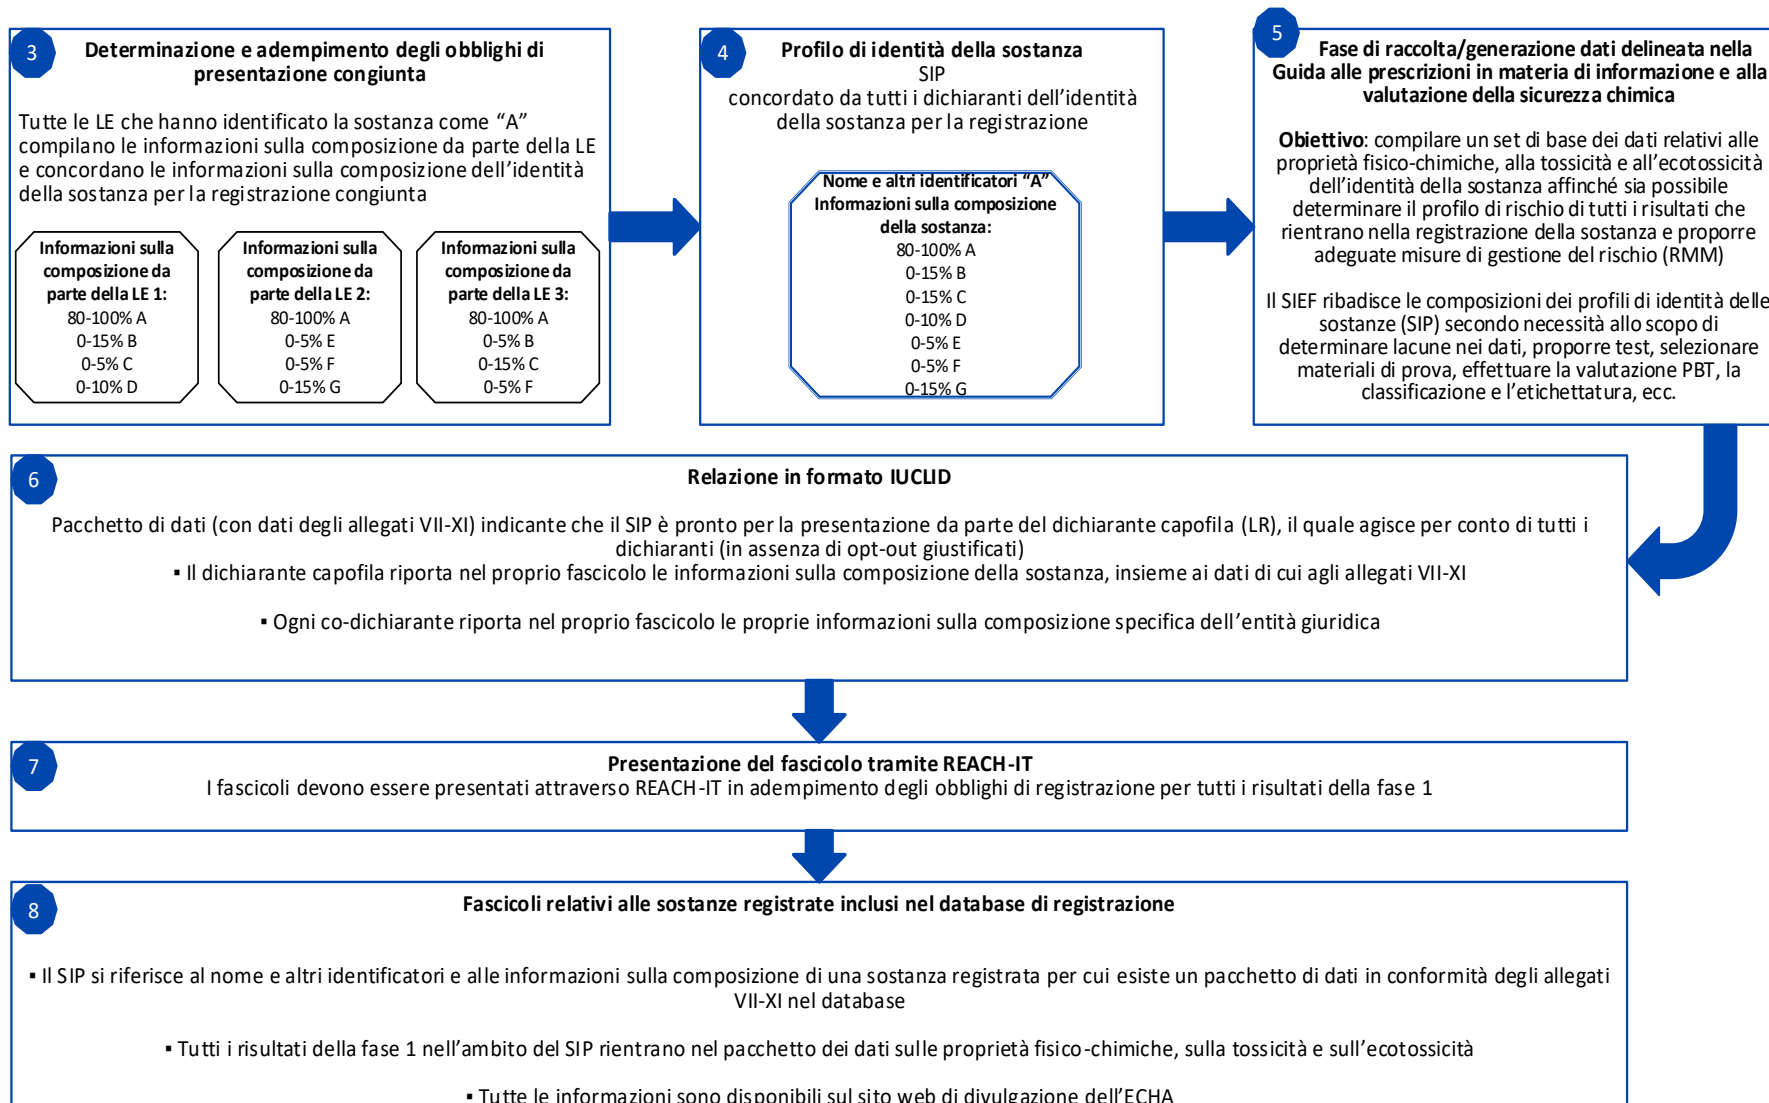 3
Determinazione e adempimento degli obblighi di
presentazione congiunta
Tutte le LE che hanno identificato la sostanza come “A”
compilano le informazioni sulla composizione da parte della LE
e concordano le informazioni sulla composizione dell’identità
della sostanza per la registrazione congiunta
Informazioni sulla
composizione da
parte della LE 1:
80-100% A
0-15% B
0-5% C
0-10% D
Informazioni sulla
composizione da
parte della LE 2:
80-100% A
0-5% E
0-5% F
0-15% G
Informazioni sulla
composizione da
parte della LE 3:
80-100% A
0-5% B
0-15% C
0-5% F
4
Profilo di identità della sostanza
SIP
concordato da tutti i dichiaranti dell’identità
della sostanza per la registrazione
Nome e altri identificatori “A”
Informazioni sulla composizione
della sostanza:
80-100% A
0-15% B
0-15% C
0-10% D
0-5% E
0-5% F
0-15% G
5
Fase di raccolta/generazione dati delineata nella
Guida alle prescrizioni in materia di informazione e alla
valutazione della sicurezza chimica
Obiettivo: compilare un set di base dei dati relativi alle
proprietà fisico-chimiche, alla tossicità e all’ecotossicità
dell’identità della sostanza affinché sia possibile
determinare il profilo di rischio di tutti i risultati che
rientrano nella registrazione della sostanza e proporre
adeguate misure di gestione del rischio (RMM)
Il SIEF ribadisce le composizioni dei profili di identità delle
sostanze (SIP) secondo necessità allo scopo di
determinare lacune nei dati, proporre test, selezionare
materiali di prova, effettuare la valutazione PBT, la
classificazione e l’etichettatura, ecc.
6
Relazione in formato IUCLID
Pacchetto di dati (con dati degli allegati VII-XI) indicante che il SIP è pronto per la presentazione da parte del dichiarante capofila (LR), il quale agisce per conto di tutti i
dichiaranti (in assenza di opt-out giustificati)
▪ Il dichiarante capofila riporta nel proprio fascicolo le informazioni sulla composizione della sostanza, insieme ai dati di cui agli allegati VII-XI
▪ Ogni co-dichiarante riporta nel proprio fascicolo le proprie informazioni sulla composizione specifica dell’entità giuridica
7
Presentazione del fascicolo tramite REACH-IT
I fascicoli devono essere presentati attraverso REACH-IT in adempimento degli obblighi di registrazione per tutti i risultati della fase 1
8
Fascicoli relativi alle sostanze registrate inclusi nel database di registrazione
▪ Il SIP si riferisce al nome e altri identificatori e alle informazioni sulla composizione di una sostanza registrata per cui esiste un pacchetto di dati in conformità degli allegati
VII-XI nel database
▪ Tutti i risultati della fase 1 nell’ambito del SIP rientrano nel pacchetto dei dati sulle proprietà fisico-chimiche, sulla tossicità e sull’ecotossicità
▪ Tutte le informazioni sono disponibili sul sito web di divulgazione dell’ECHA